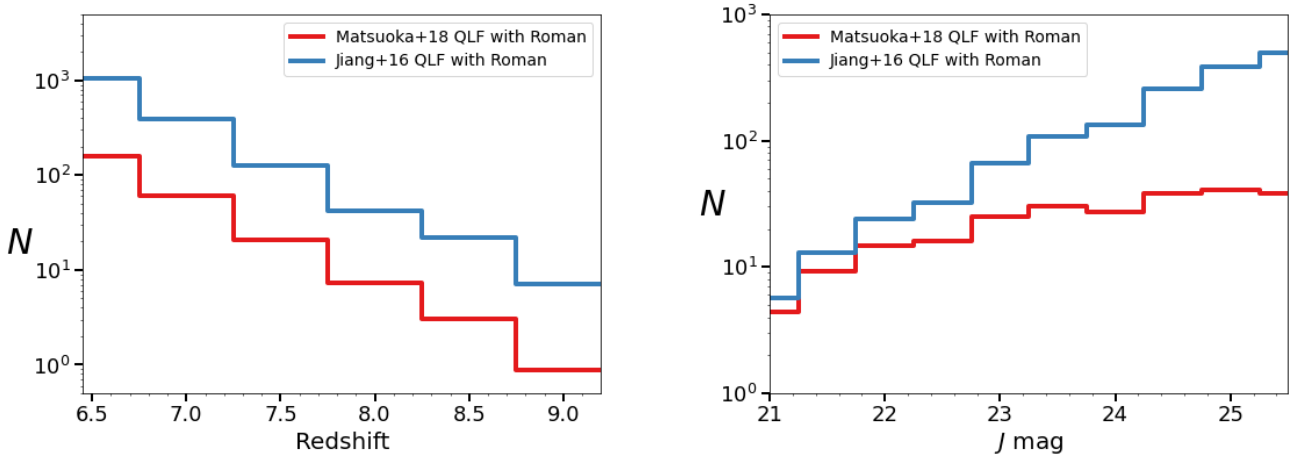 Matsuoka+18 QLF with Roman
Jiang+16 QLF with Roman
10³
10²
10¹
10⁰
N
6.5 7.0 7.5 8.0 8.5 9.0
Redshift
Matsuoka+18 QLF with Roman
Jiang+16 QLF with Roman
10³
10²
10¹
10⁰
N
21 22 23 24 25
J mag